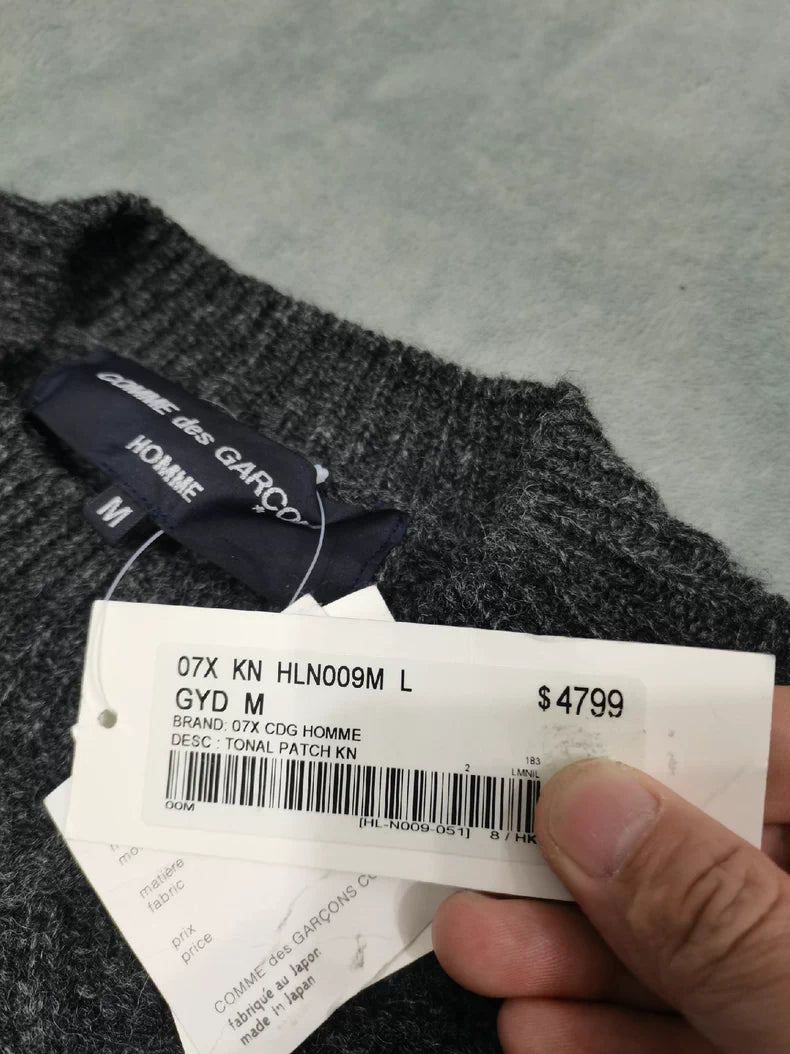 COMME des GARÇO
HOMME
M
07X KN HLN009M L
GYD M
$4799
BRAND: 07X CDG HOMME
DESC : TONAL PATCH KN
2
183
LMNIL
00M
[HL-N009-051] 8 / HK
matière
fabric
prix
price
COMME des GARÇONS
fabriqué au Japon
made in Japan